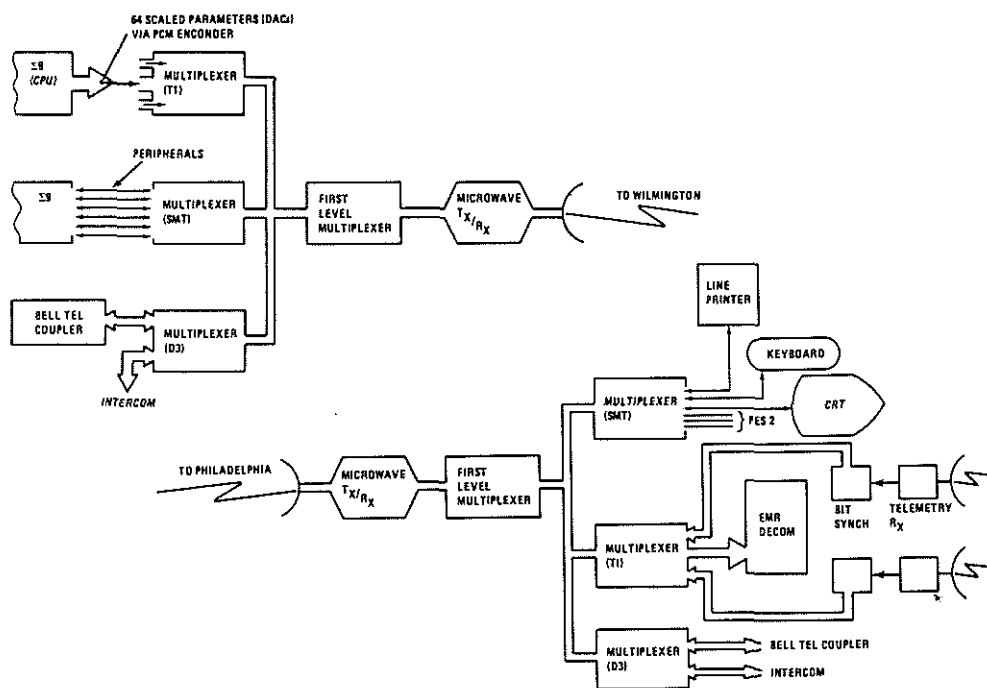 64 SCALED PARAMETERS (DACs)
VIA PCM ENCONDER
Σ9
(CPU)
MULTIPLEXER
(T1)
PERIPHERALS
Σ9
MULTIPLEXER
(SMT)
FIRST
LEVEL
MULTIPLEXER
MICROWAVE
TX/RX
TO WILMINGTON
BELL TEL
COUPLER
MULTIPLEXER
(D3)
INTERCOM
LINE
PRINTER
KEYBOARD
MULTIPLEXER
(SMT)
CRT
PES 2
TO PHILADELPHIA
MICROWAVE
TX/RX
FIRST
LEVEL
MULTIPLEXER
BIT
SYNCH
TELEMETRY
RX
EMR
DECOM
MULTIPLEXER
(T1)
MULTIPLEXER
(D3)
BELL TEL COUPLER
INTERCOM